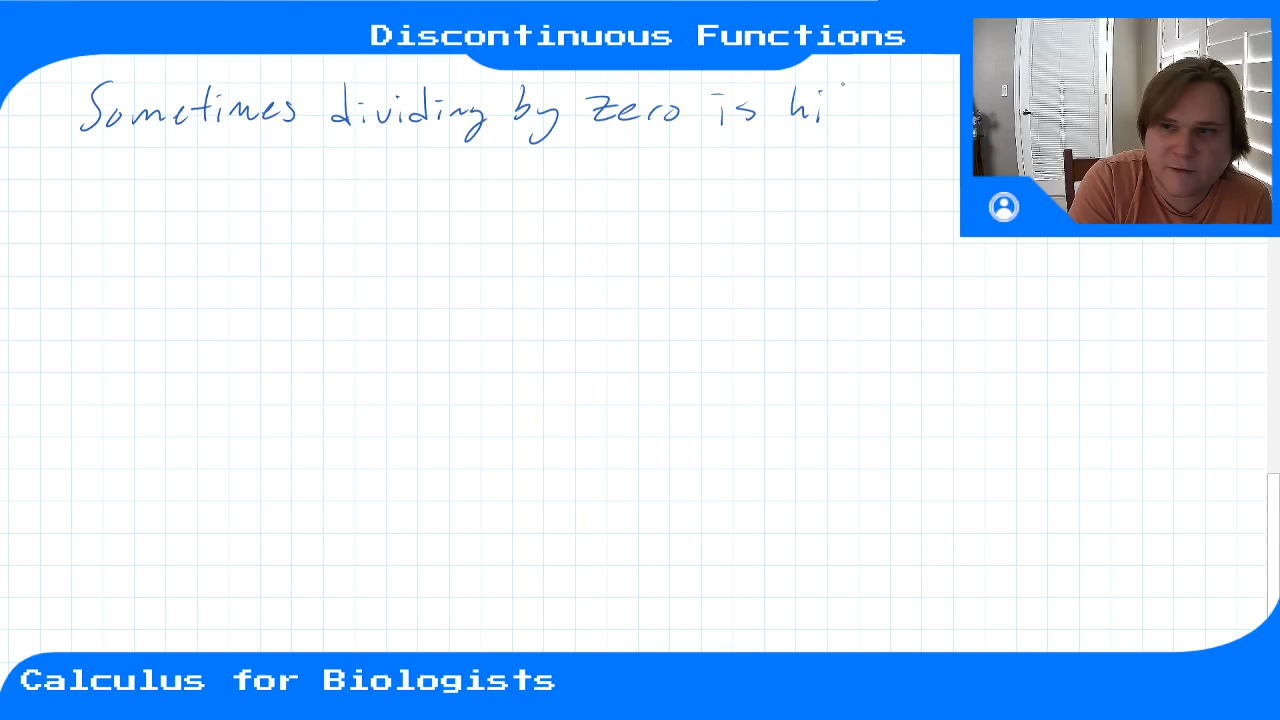 Discontinuous Functions
Sometimes dividing by zero is hi
Calculus for Biologists